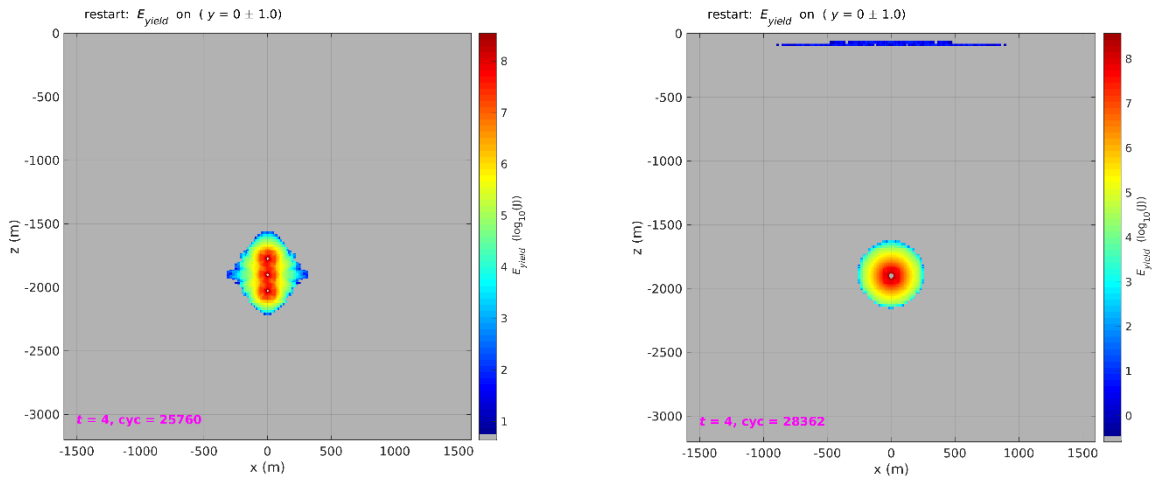 restart: E_yield on ( y = 0 ± 1.0)
0
-500
-1000
-1500
-2000
-2500
-3000
z (m)
-1500 -1000 -500 0 500 1000 1500
x (m)
t = 4, cyc = 25760
8
7
6
5
4
3
2
1
E_yield (log10(J))
restart: E_yield on ( y = 0 ± 1.0)
0
-500
-1000
-1500
-2000
-2500
-3000
z (m)
-1500 -1000 -500 0 500 1000 1500
x (m)
t = 4, cyc = 28362
8
7
6
5
4
3
2
1
0
E_yield (log10(J))